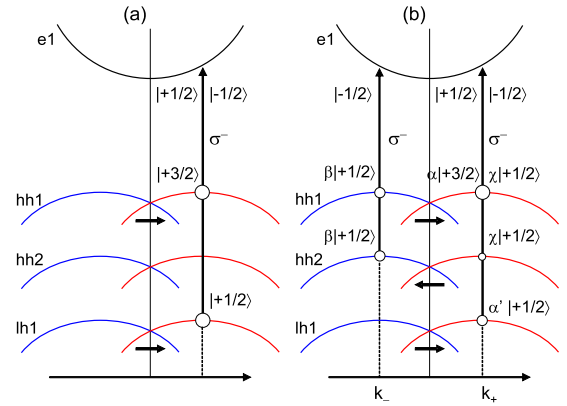 (a)
(b)
e1
e1
|+1/2⟩ |-1/2⟩
|-1/2⟩ |+1/2⟩ |-1/2⟩
σ⁻
σ⁻ σ⁻
|+3/2⟩
β|+1/2⟩ α|+3/2⟩ χ|+1/2⟩
hh1
hh1
β|+1/2⟩ χ|+1/2⟩
hh2
hh2
|+1/2⟩
α' |+1/2⟩
lh1
lh1
k₋ k₊